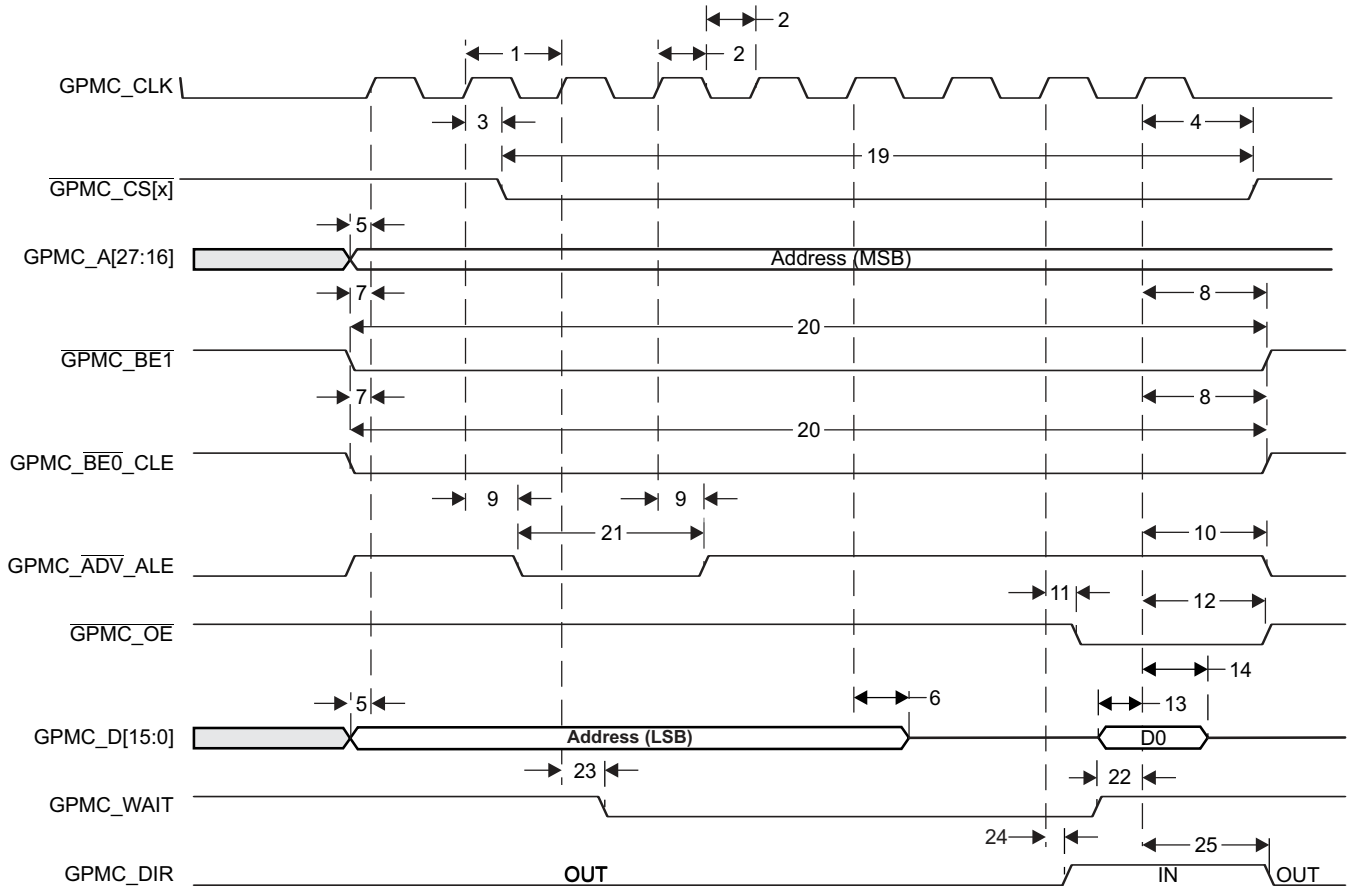 2
1
2
GPMC_CLK
3
4
19
GPMC_CS[x]
5
GPMC_A[27:16]
Address (MSB)
7
8
20
GPMC_BE1
7
8
20
GPMC_BE0_CLE
9
9
21
10
GPMC_ADV_ALE
11
12
GPMC_OE
14
5
6
13
GPMC_D[15:0]
Address (LSB)
D0
23
22
GPMC_WAIT
24
25
GPMC_DIR
OUT
IN
OUT